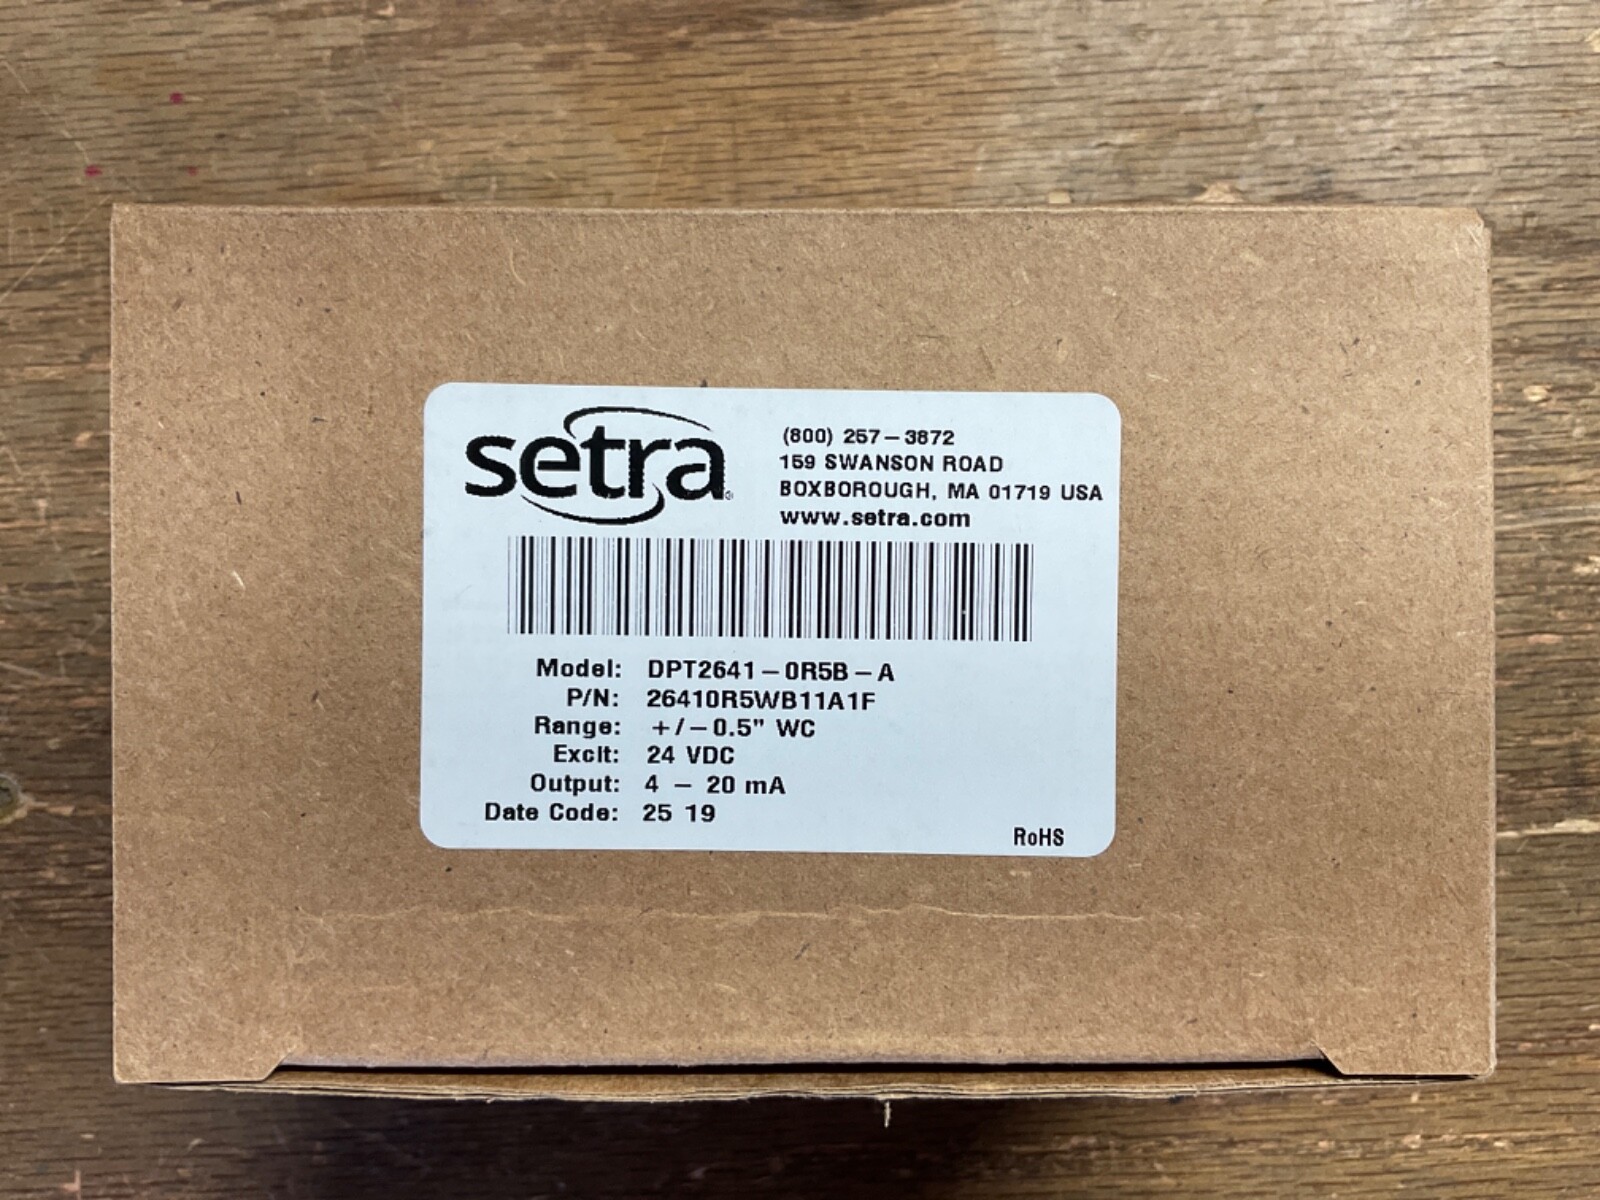 setra®
(800) 257-3872
159 SWANSON ROAD
BOXBOROUGH, MA 01719 USA
www.setra.com
Model: DPT2641-0R5B-A
P/N: 26410R5WB11A1F
Range: +/-0.5" WC
Excit: 24 VDC
Output: 4 - 20 mA
Date Code: 25 19
RoHS